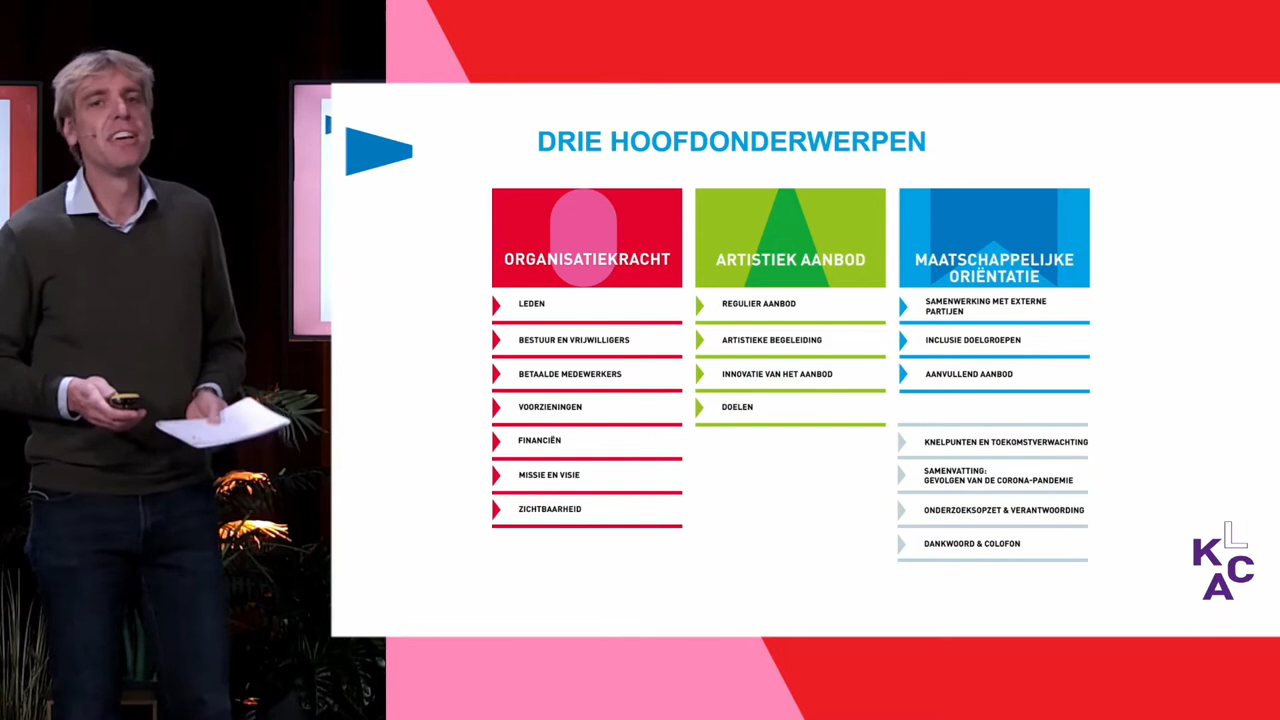 DRIE HOOFDONDERWERPEN
ORGANISATIEKRACHT
LEDEN
BESTUUR EN VRIJWILLIGERS
BETAALDE MEDEWERKERS
VOORZIENINGEN
FINANCIËN
MISSIE EN VISIE
ZICHTBAARHEID
ARTISTIEK AANBOD
REGULIER AANBOD
ARTISTIEKE BEGELEIDING
INNOVATIE VAN HET AANBOD
DOELEN
MAATSCHAPPELIJKE
ORIËNTATIE
SAMENWERKING MET EXTERNE
PARTIJEN
INCLUSIE DOELGROEPEN
AANVULLEND AANBOD
KNELPUNTEN EN TOEKOMSTVERWACHTING
SAMENVATTING:
GEVOLGEN VAN DE CORONA-PANDEMIE
ONDERZOEKSOPZET & VERANTWOORDING
DANKWOORD & COLOFON
L
K
C
A